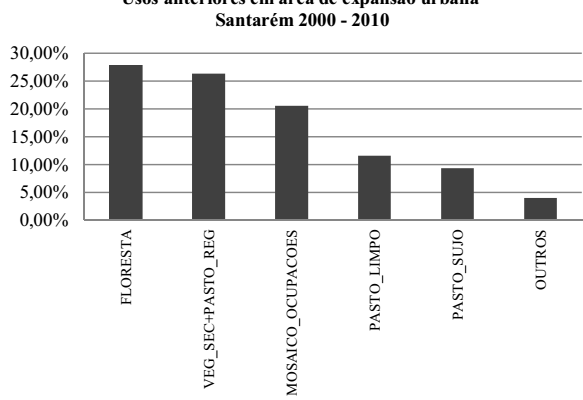 Usos anteriores em área de expansão urbana
Santarém 2000 - 2010
30,00%
25,00%
20,00%
15,00%
10,00%
5,00%
0,00%
FLORESTA
VEG_SEC+PASTO_REG
MOSAICO_OCUPACOES
PASTO_LIMPO
PASTO_SUJO
OUTROS